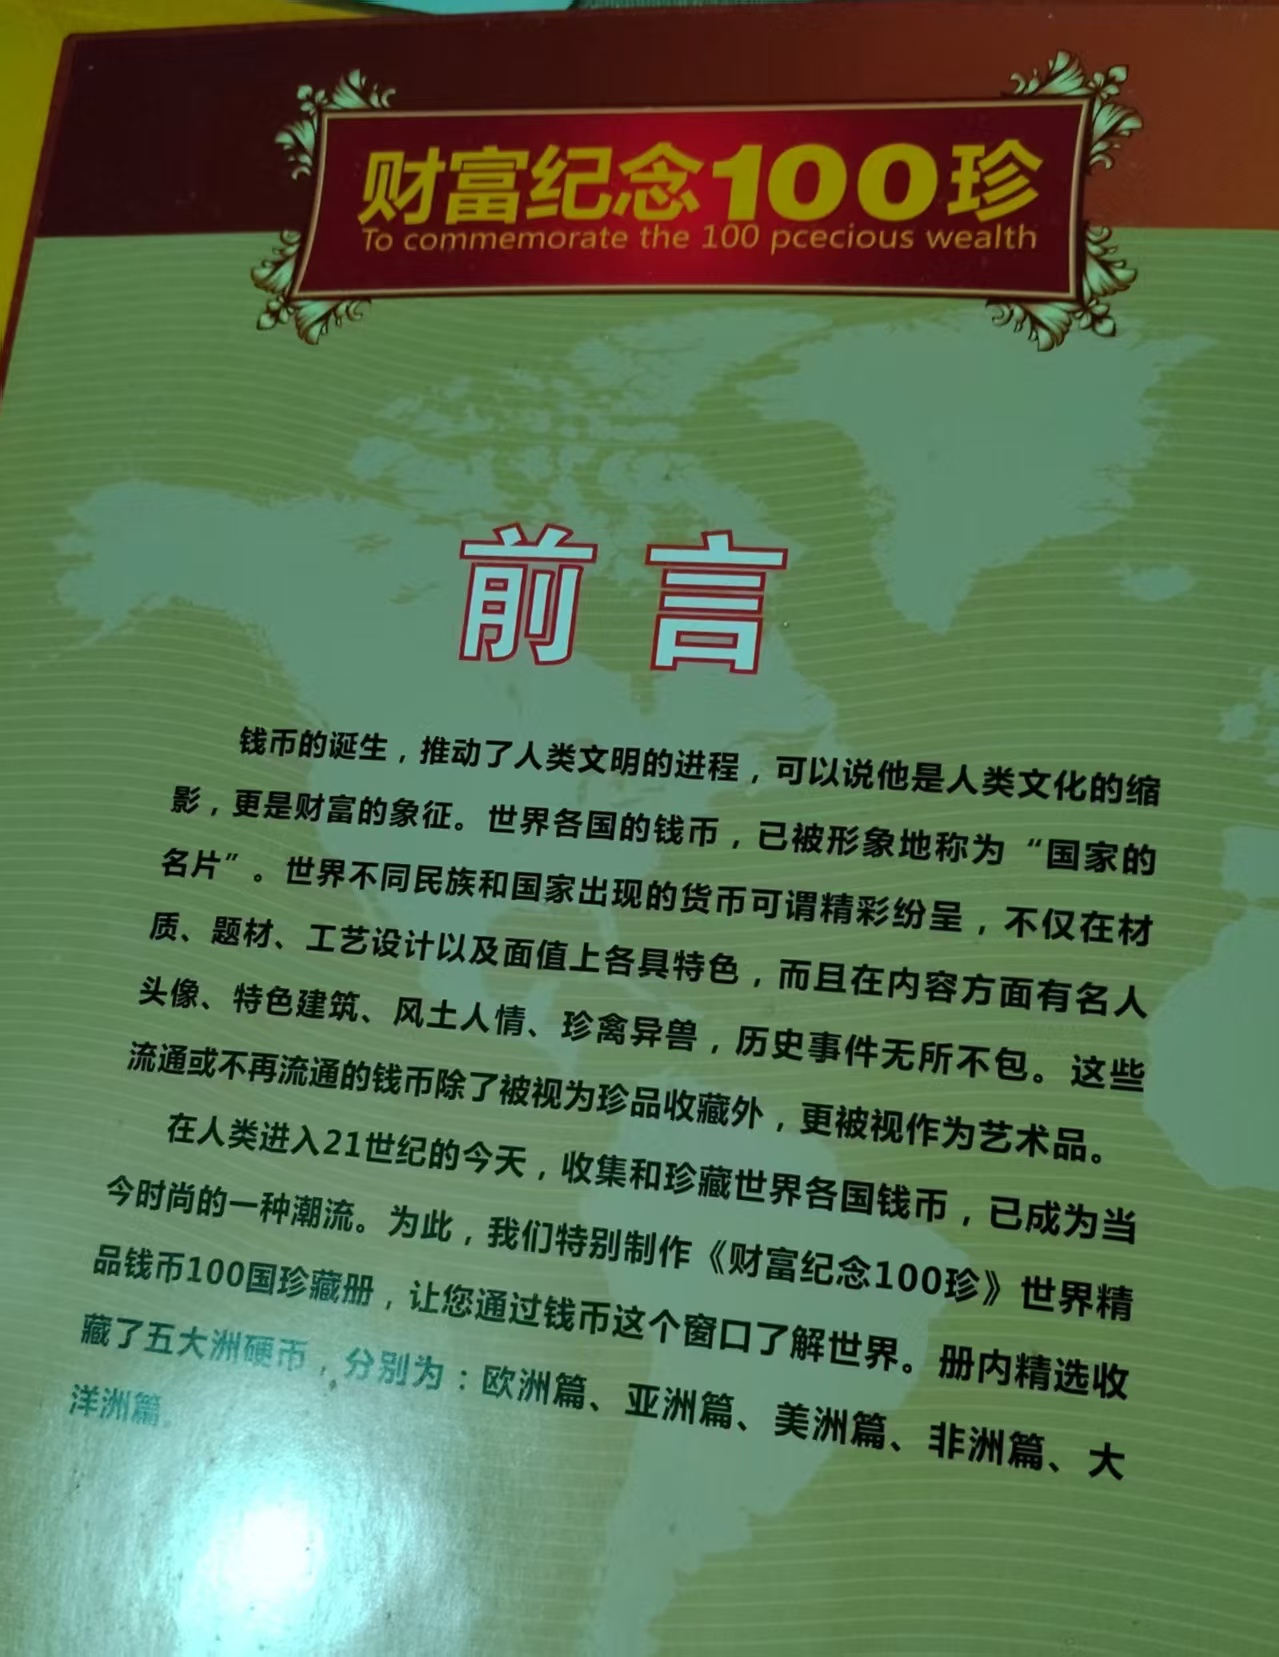 财富纪念100珍
To commemorate the 100 pcecious wealth
前言
钱币的诞生，推动了人类文明的进程，可以说他是人类文化的缩
影，更是财富的象征。世界各国的钱币，已被形象地称为“国家的
名片”。世界不同民族和国家出现的货币可谓精彩纷呈，不仅在材
质、题材、工艺设计以及面值上各具特色，而且在内容方面有名人
头像、特色建筑、风土人情、珍禽异兽，历史事件无所不包。这些
流通或不再流通的钱币除了被视为珍品收藏外，更被视作为艺术品。
在人类进入21世纪的今天，收集和珍藏世界各国钱币，已成为当
今时尚的一种潮流。为此，我们特别制作《财富纪念100珍》世界精
品钱币100国珍藏册，让您通过钱币这个窗口了解世界。册内精选收
藏了五大洲硬币，分别为：欧洲篇、亚洲篇、美洲篇、非洲篇、大
洋洲篇。